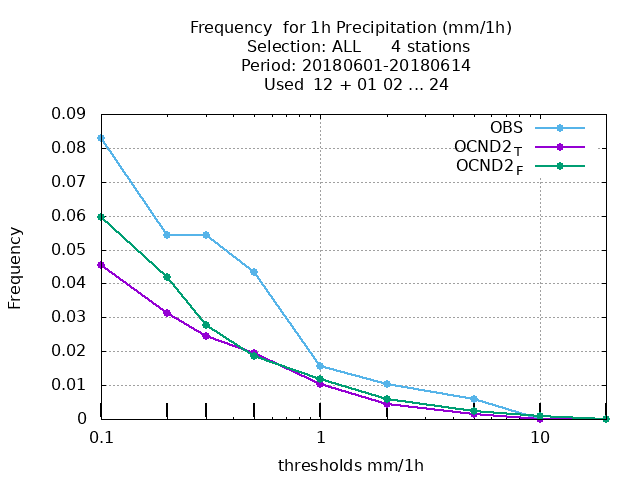 Frequency  for 1h Precipitation (mm/1h)
Selection: ALL      4 stations
Period: 20180601-20180614
Used  12 + 01 02 ... 24
0.09
0.08
0.07
0.06
0.05
0.04
0.03
0.02
0.01
0
Frequency
OBS
OCND2T
OCND2F
0.1 1 10
thresholds mm/1h